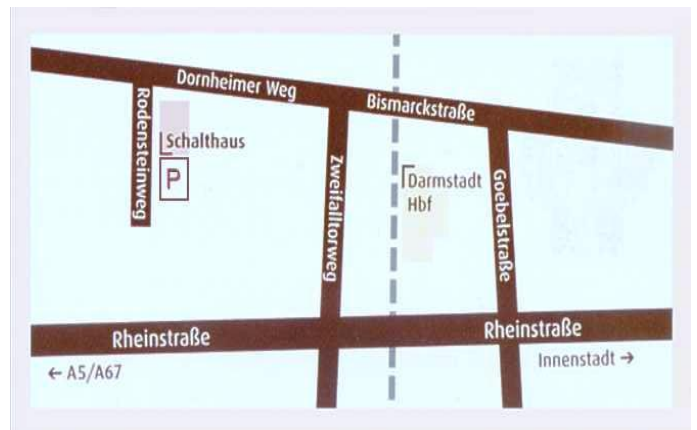 Dornheimer Weg
Bismarckstraße
Rodensteinweg
Schalthaus
P
Zweifalltorweg
Darmstadt
Hbf
Goebelstraße
Rheinstraße
Rheinstraße
← A5/A67
Innenstadt →